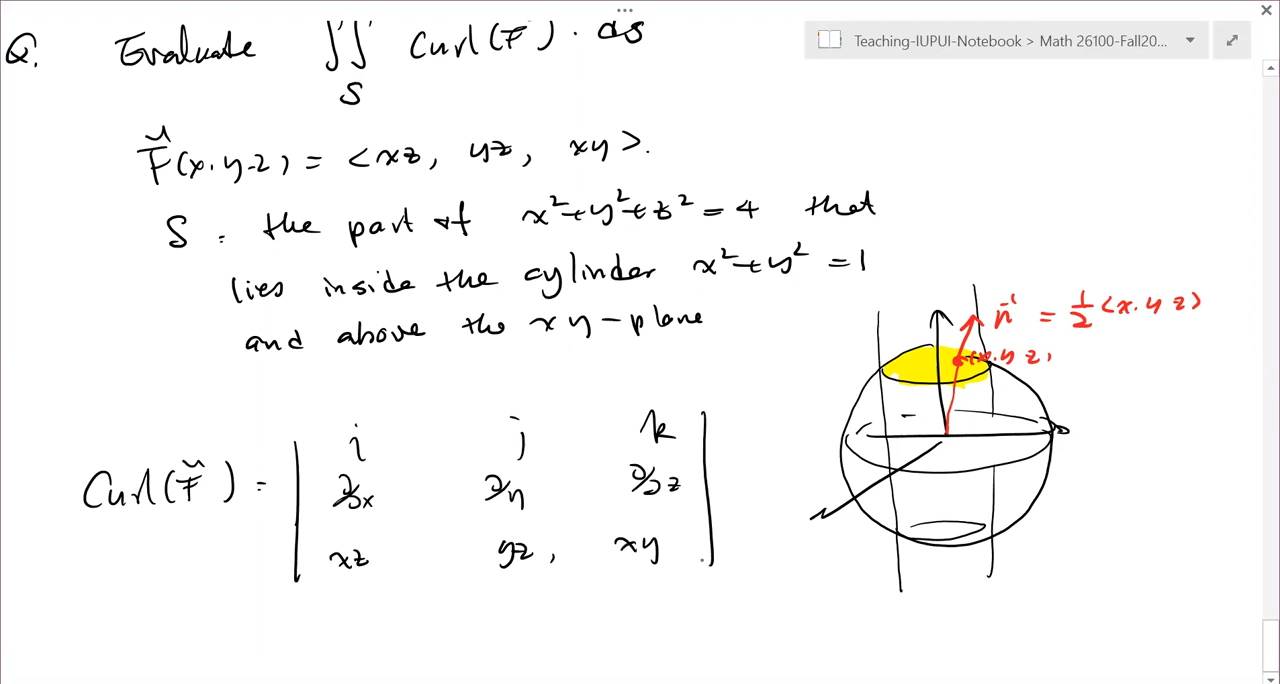 Q. Evaluate ∬ Curl(F) · ds
S
Teaching-IUPUI-Notebook > Math 26100-Fall20...
F(x,y,z) = <xz, yz, xy>.
S : the part of x²+y²+z² = 4 that
lies inside the cylinder x²+y² = 1
and above the xy-plane
n = 1/2 <x, y, z>
(x, y, z)
Curl(F) = | i j k
∂/∂x ∂/∂y ∂/∂z
xz yz, xy |